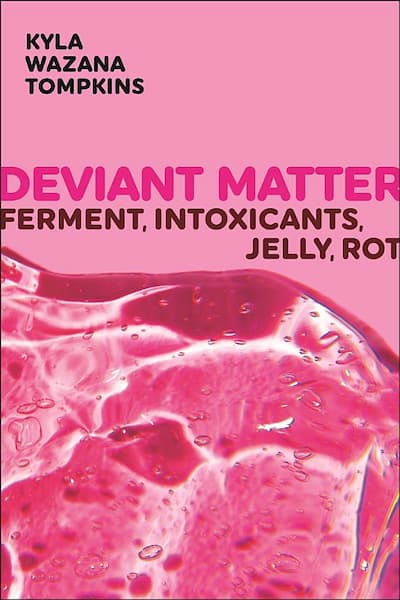 KYLA
WAZANA
TOMPKINS
DEVIANT MATTER
FERMENT, INTOXICANTS,
JELLY, ROT